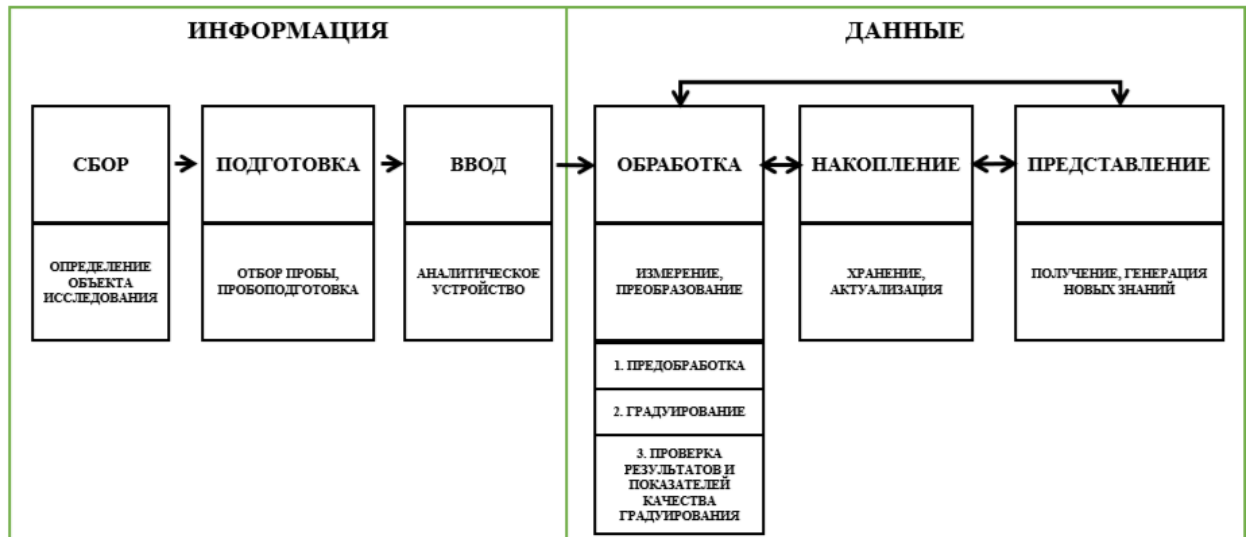 ИНФОРМАЦИЯ
ДАННЫЕ
СБОР
ПОДГОТОВКА
ВВОД
ОБРАБОТКА
НАКОПЛЕНИЕ
ПРЕДСТАВЛЕНИЕ
ОПРЕДЕЛЕНИЕ
ОБЪЕКТА
ИССЛЕДОВАНИЯ
ОТБОР ПРОБЫ,
ПРОБОПОДГОТОВКА
АНАЛИТИЧЕСКОЕ
УСТРОЙСТВО
ИЗМЕРЕНИЕ,
ПРЕОБРАЗОВАНИЕ
ХРАНЕНИЕ,
АКТУАЛИЗАЦИЯ
ПОЛУЧЕНИЕ, ГЕНЕРАЦИЯ
НОВЫХ ЗНАНИЙ
1. ПРЕДОБРАБОТКА
2. ГРАДУИРОВАНИЕ
3. ПРОВЕРКА
РЕЗУЛЬТАТОВ И
ПОКАЗАТЕЛЕЙ
КАЧЕСТВА
ГРАДУИРОВАНИЯ